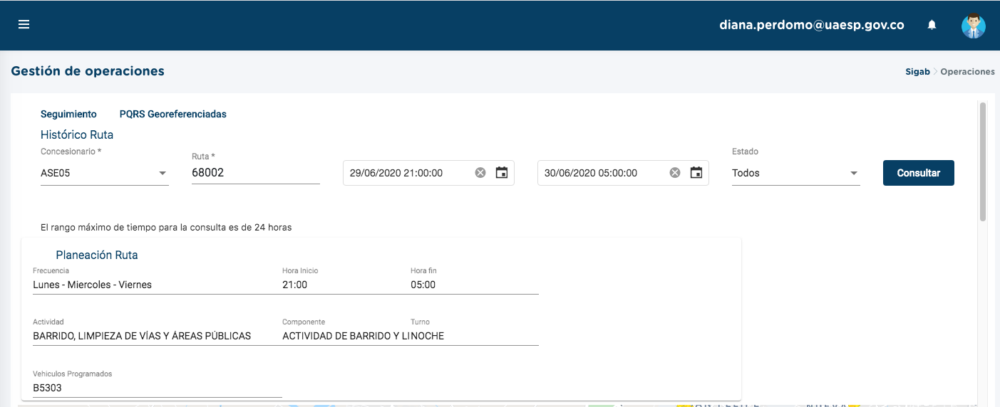 diana.perdomo@uaesp.gov.co
Gestión de operaciones
Sigab > Operaciones
Seguimiento PQRS Georeferenciadas
Histórico Ruta
Concesionario * Ruta * Estado
ASE05 68002 29/06/2020 21:00:00 30/06/2020 05:00:00 Todos Consultar
El rango máximo de tiempo para la consulta es de 24 horas
Planeación Ruta
Frecuencia Hora Inicio Hora fin
Lunes - Miercoles - Viernes 21:00 05:00
Actividad Componente Turno
BARRIDO, LIMPIEZA DE VÍAS Y ÁREAS PÚBLICAS ACTIVIDAD DE BARRIDO Y LI NOCHE
Vehiculos Programados
B5303